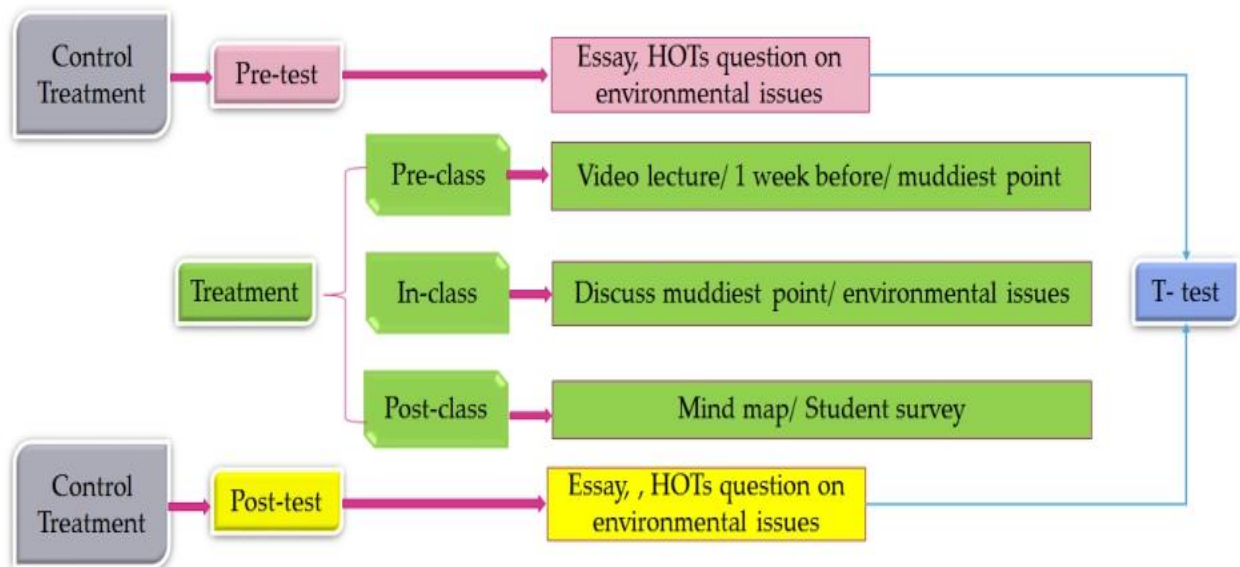 Control
Treatment
Pre-test
Essay, HOTs question on
environmental issues
Pre-class
Video lecture/ 1 week before/ muddiest point
Treatment
In-class
Discuss muddiest point/ environmental issues
T- test
Post-class
Mind map/ Student survey
Control
Treatment
Post-test
Essay, , HOTs question on
environmental issues